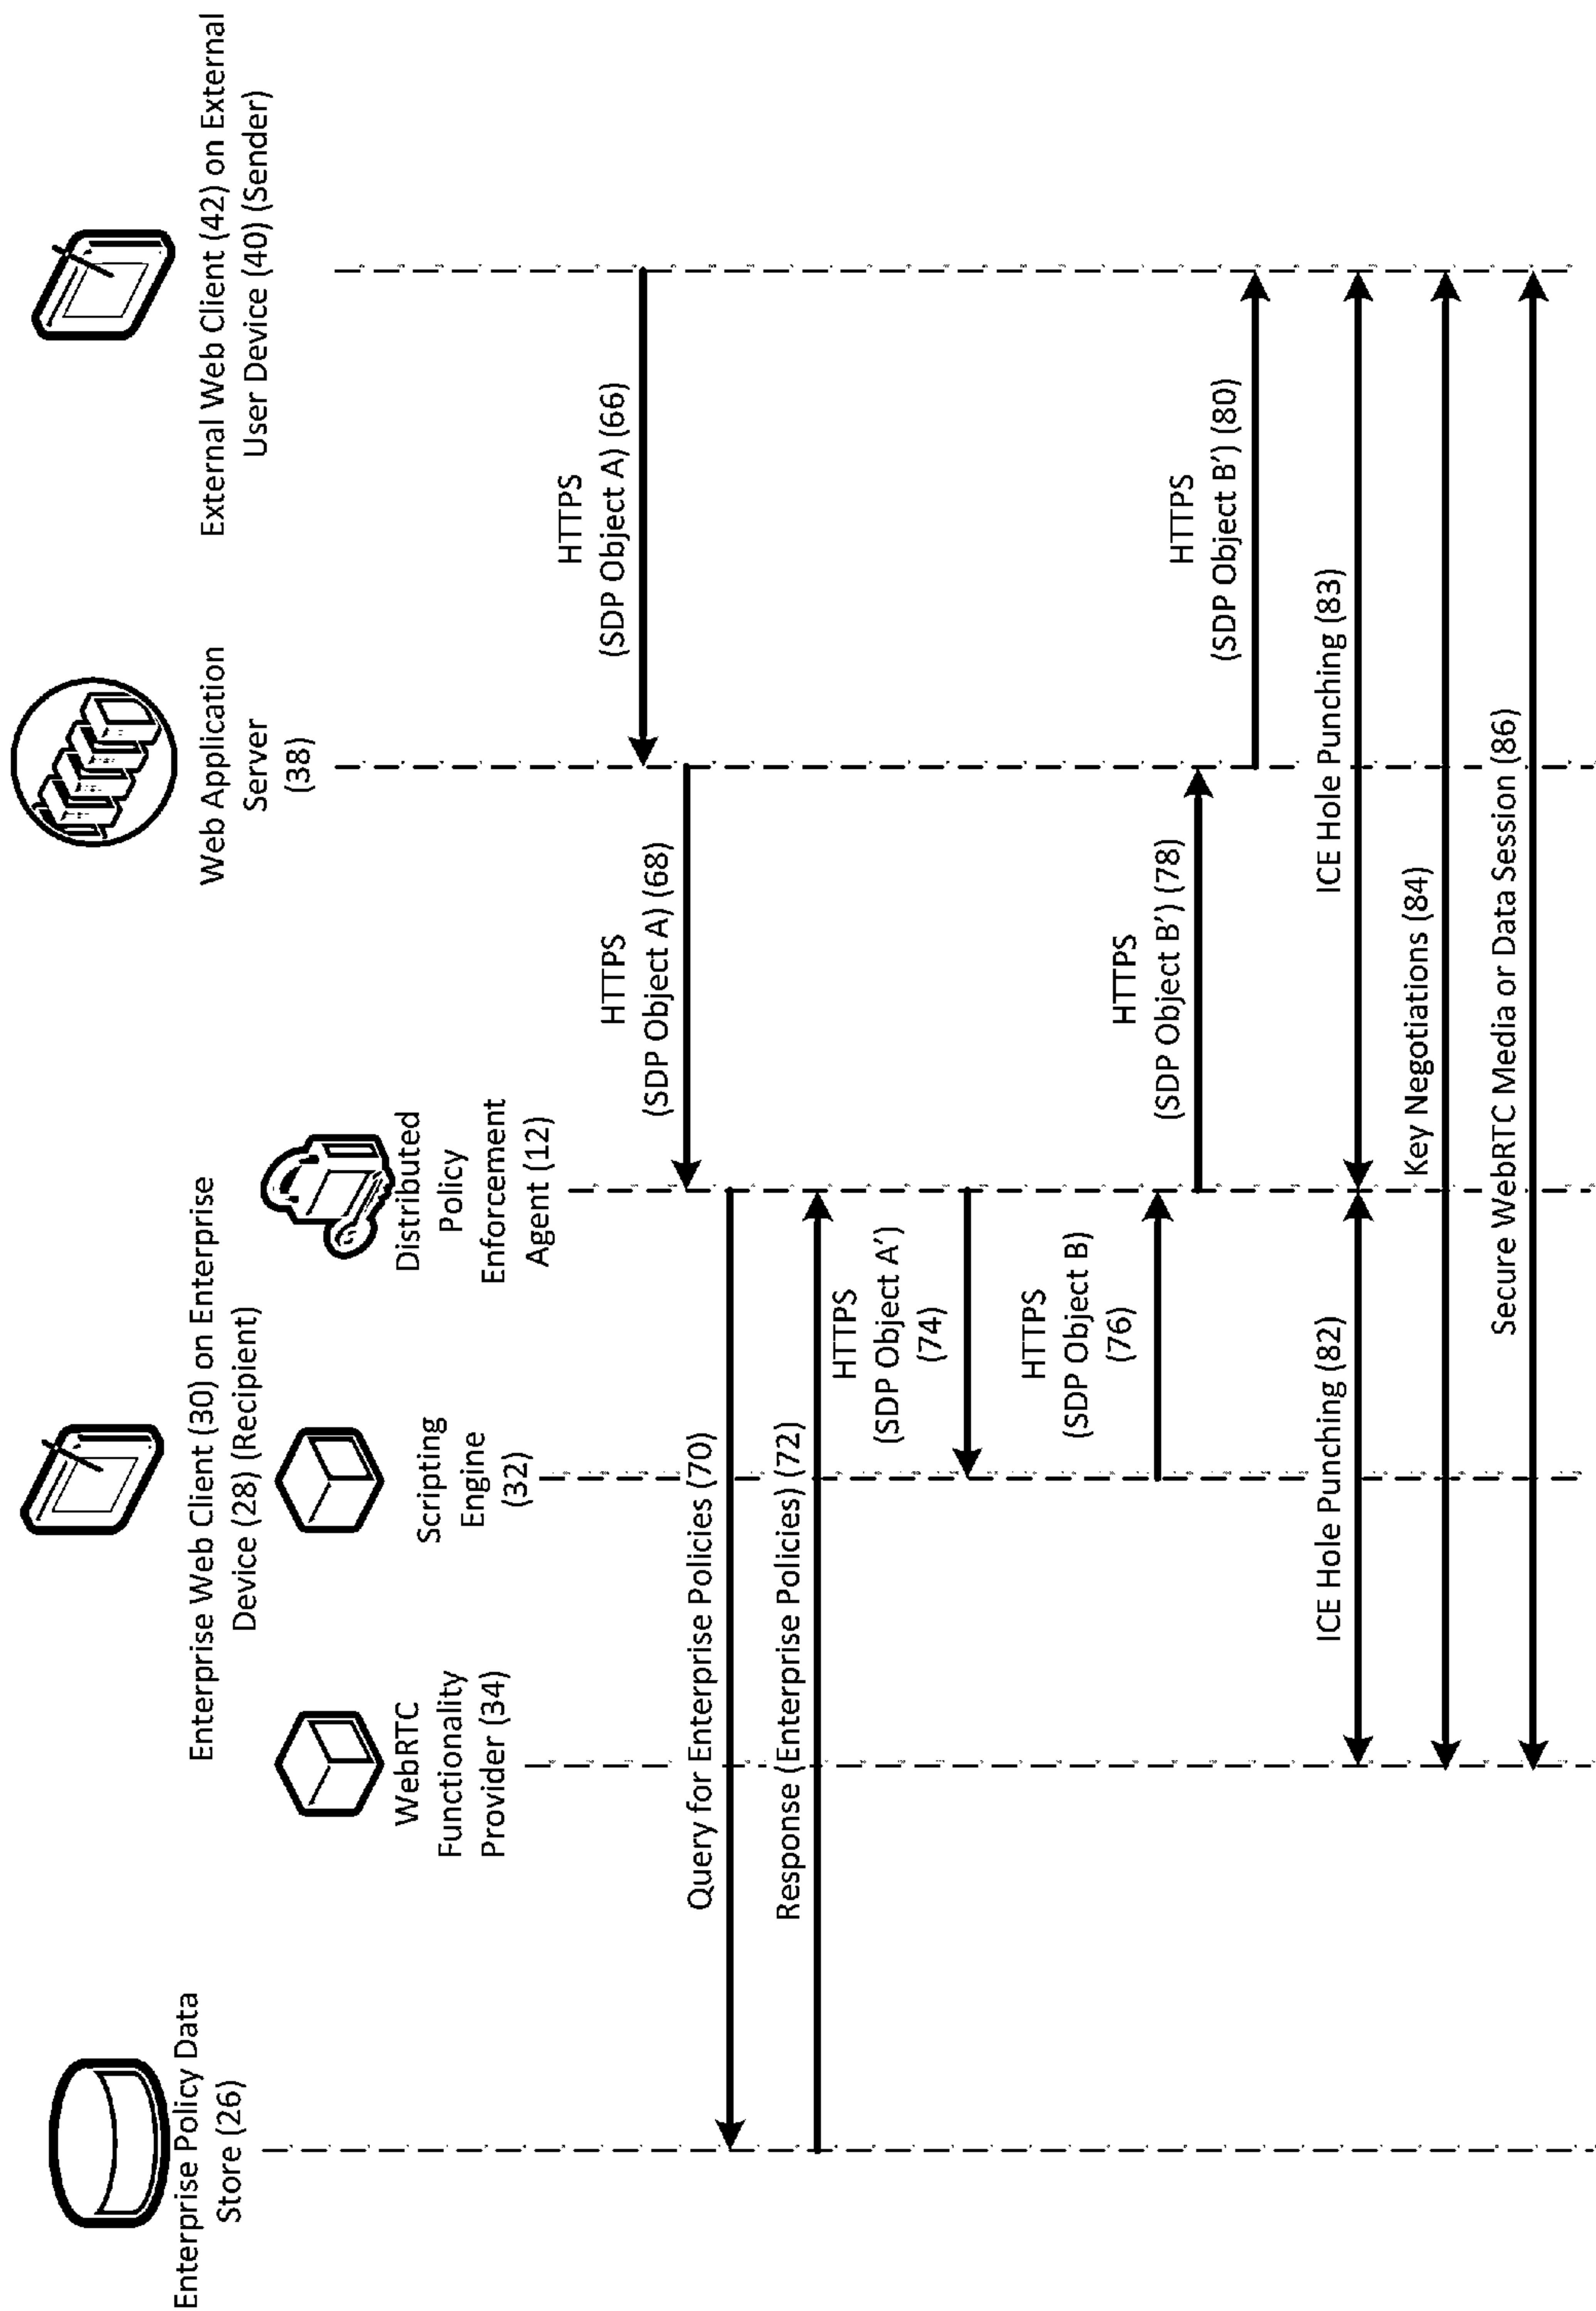 Enterprise Policy Data
Store (26)
Enterprise Web Client (30) on Enterprise
Device (28) (Recipient)
WebRTC
Functionality
Provider (34)
Scripting
Engine
(32)
Distributed
Policy
Enforcement
Agent (12)
Web Application
Server
(38)
External Web Client (42) on External
User Device (40) (Sender)
HTTPS
(SDP Object A) (66)
HTTPS
(SDP Object A) (68)
Query for Enterprise Policies (70)
Response (Enterprise Policies) (72)
HTTPS
(SDP Object A')
(74)
HTTPS
(SDP Object B)
(76)
HTTPS
(SDP Object B') (78)
HTTPS
(SDP Object B') (80)
ICE Hole Punching (82)
ICE Hole Punching (83)
Key Negotiations (84)
Secure WebRTC Media or Data Session (86)